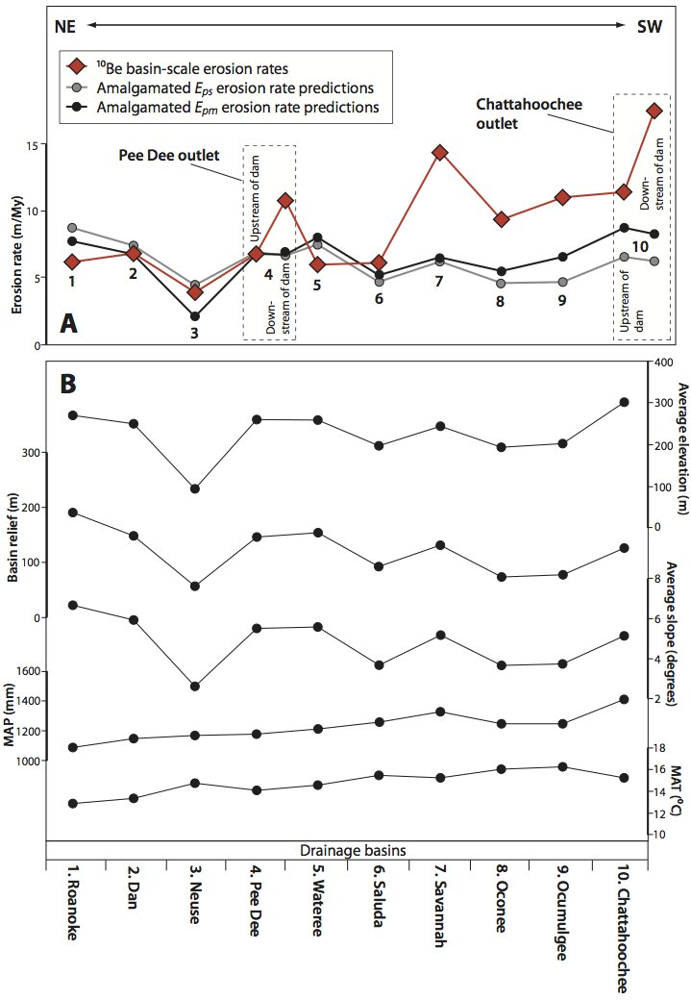 NE
SW
¹⁰Be basin-scale erosion rates
Amalgamated Eps erosion rate predictions
Amalgamated Epm erosion rate predictions
Chattahoochee
outlet
Pee Dee outlet
Upstream of dam
Down-
stream of dam
Down-
stream of dam
Upstream of
dam
15
10
5
0
Erosion rate (m/My)
1
2
3
4
5
6
7
8
9
10
A
B
400
300
200
100
0
Average elevation (m)
300
200
100
0
Basin relief (m)
8
6
4
2
Average slope (degrees)
1600
1400
1200
1000
MAP (mm)
18
16
14
12
10
MAT (°C)
Drainage basins
1. Roanoke
2. Dan
3. Neuse
4. Pee Dee
5. Wateree
6. Saluda
7. Savannah
8. Oconee
9. Ocumulgee
10. Chattahoochee